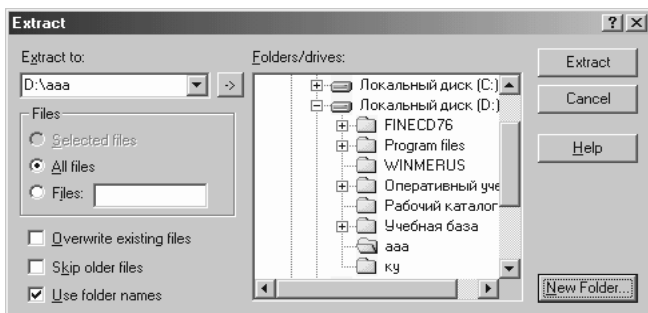 Extract
Extract to:
D:\aaa
->
Files
Selected files
All files
Files:
Overwrite existing files
Skip older files
Use folder names
Folders/drives:
Локальный диск (C:)
Локальный диск (D:)
FINECD76
Program files
WINMERUS
Оперативный уче
Рабочий каталог
Учебная база
aaa
ку
Extract
Cancel
Help
New Folder...